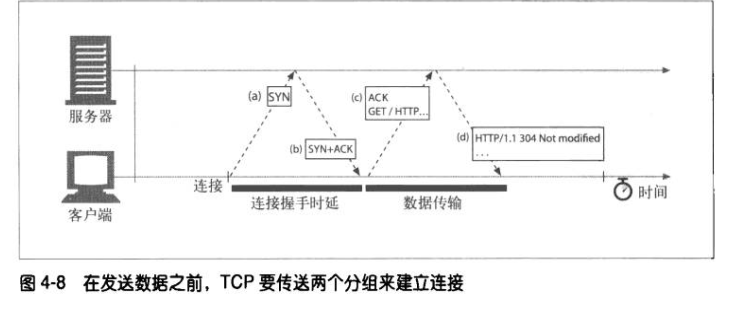 服务器
(a) SYN
(c) ACK
GET / HTTP...
(b) SYN+ACK
(d) HTTP/1.1 304 Not modified
. . .
连接
连接握手时延
数据传输
时间
客户端
图 4-8 在发送数据之前，TCP 要传送两个分组来建立连接